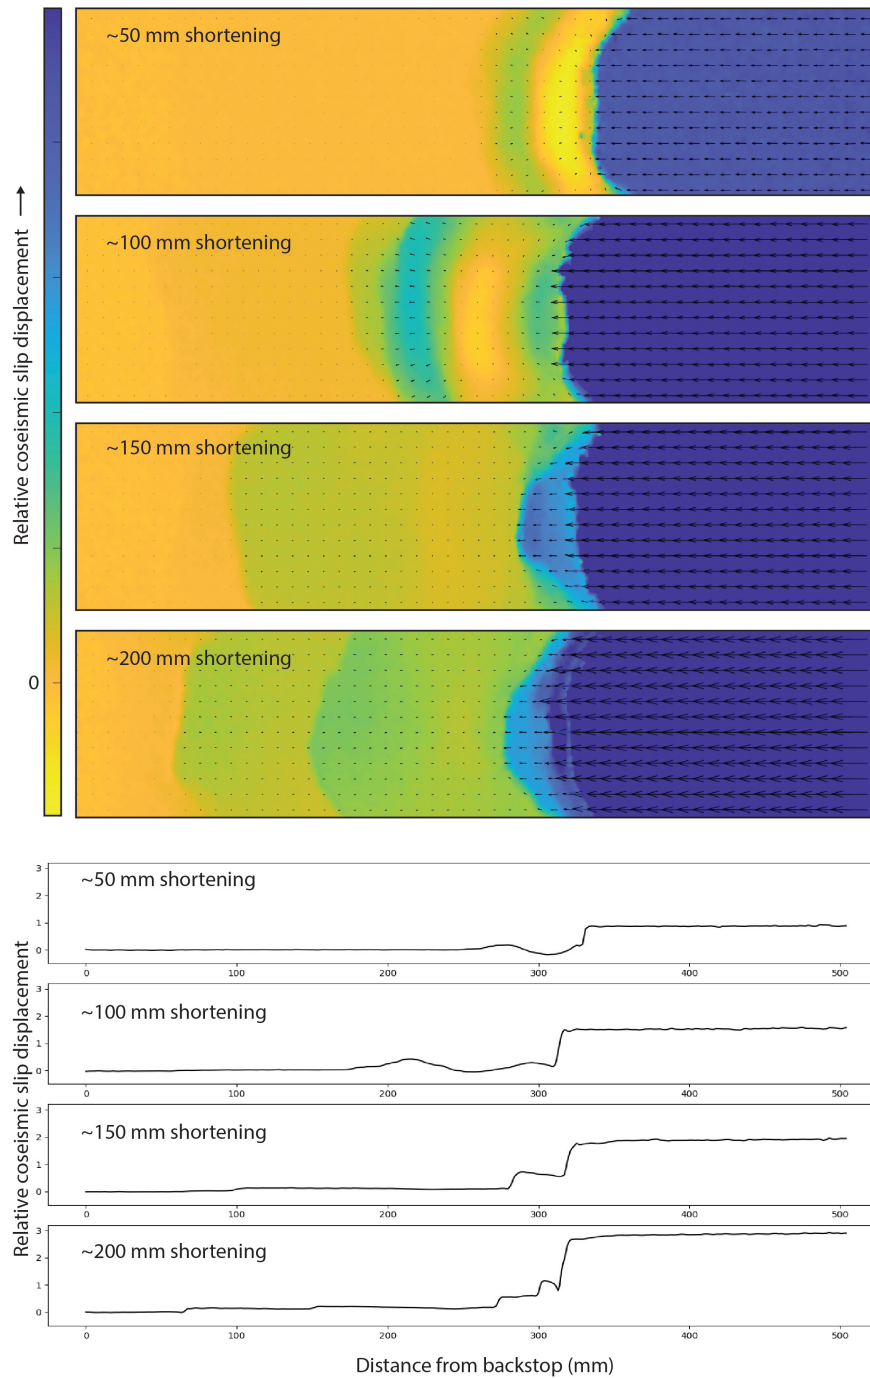 ~50 mm shortening
~100 mm shortening
~150 mm shortening
~200 mm shortening
Relative coseismic slip displacement
0
~50 mm shortening
3
2
1
0
0 100 200 300 400 500
~100 mm shortening
3
2
1
0
0 100 200 300 400 500
~150 mm shortening
3
2
1
0
0 100 200 300 400 500
~200 mm shortening
3
2
1
0
0 100 200 300 400 500
Relative coseismic slip displacement
Distance from backstop (mm)